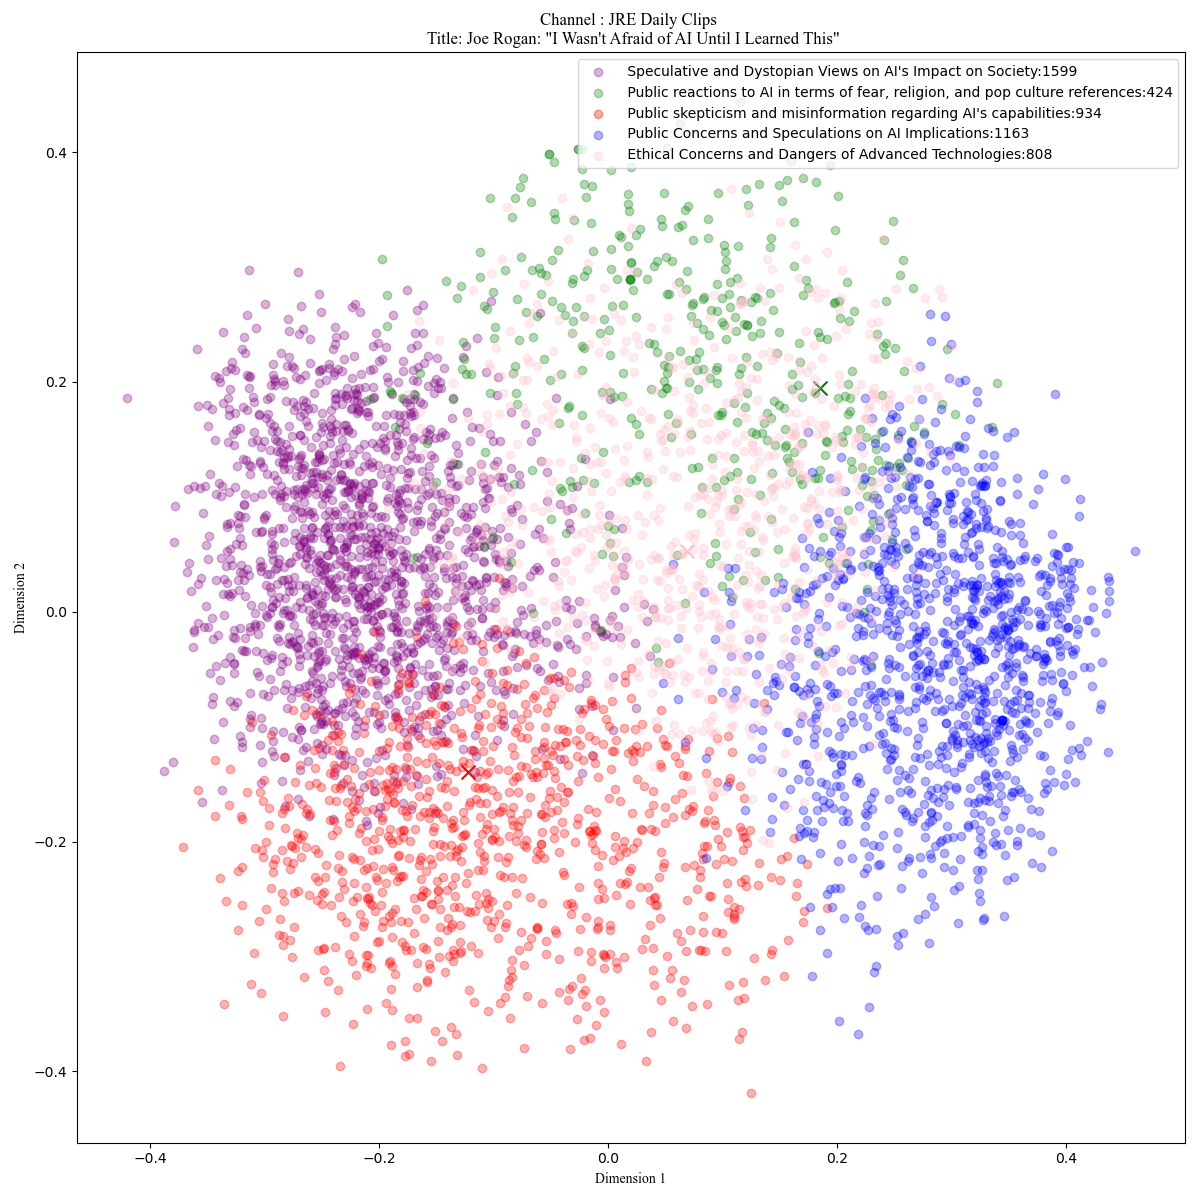 Channel : JRE Daily Clips
Title: Joe Rogan: "I Wasn't Afraid of AI Until I Learned This"
Speculative and Dystopian Views on AI's Impact on Society:1599
Public reactions to AI in terms of fear, religion, and pop culture references:424
Public skepticism and misinformation regarding AI's capabilities:934
Public Concerns and Speculations on AI Implications:1163
Ethical Concerns and Dangers of Advanced Technologies:808
0.4
0.2
0.0
−0.2
−0.4
Dimension 2
−0.4 −0.2 0.0 0.2 0.4
Dimension 1